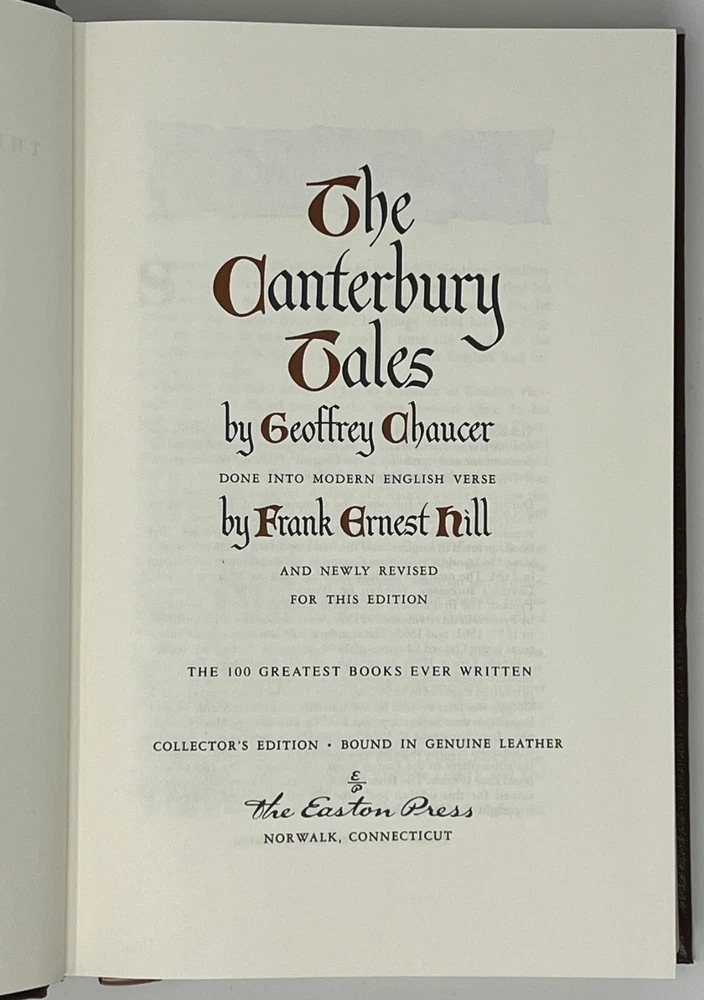 The
Canterbury
Tales
by Geoffrey Chaucer
DONE INTO MODERN ENGLISH VERSE
by Frank Ernest Hill
AND NEWLY REVISED
FOR THIS EDITION
THE 100 GREATEST BOOKS EVER WRITTEN
COLLECTOR'S EDITION • BOUND IN GENUINE LEATHER
E
P
The Easton Press
NORWALK, CONNECTICUT